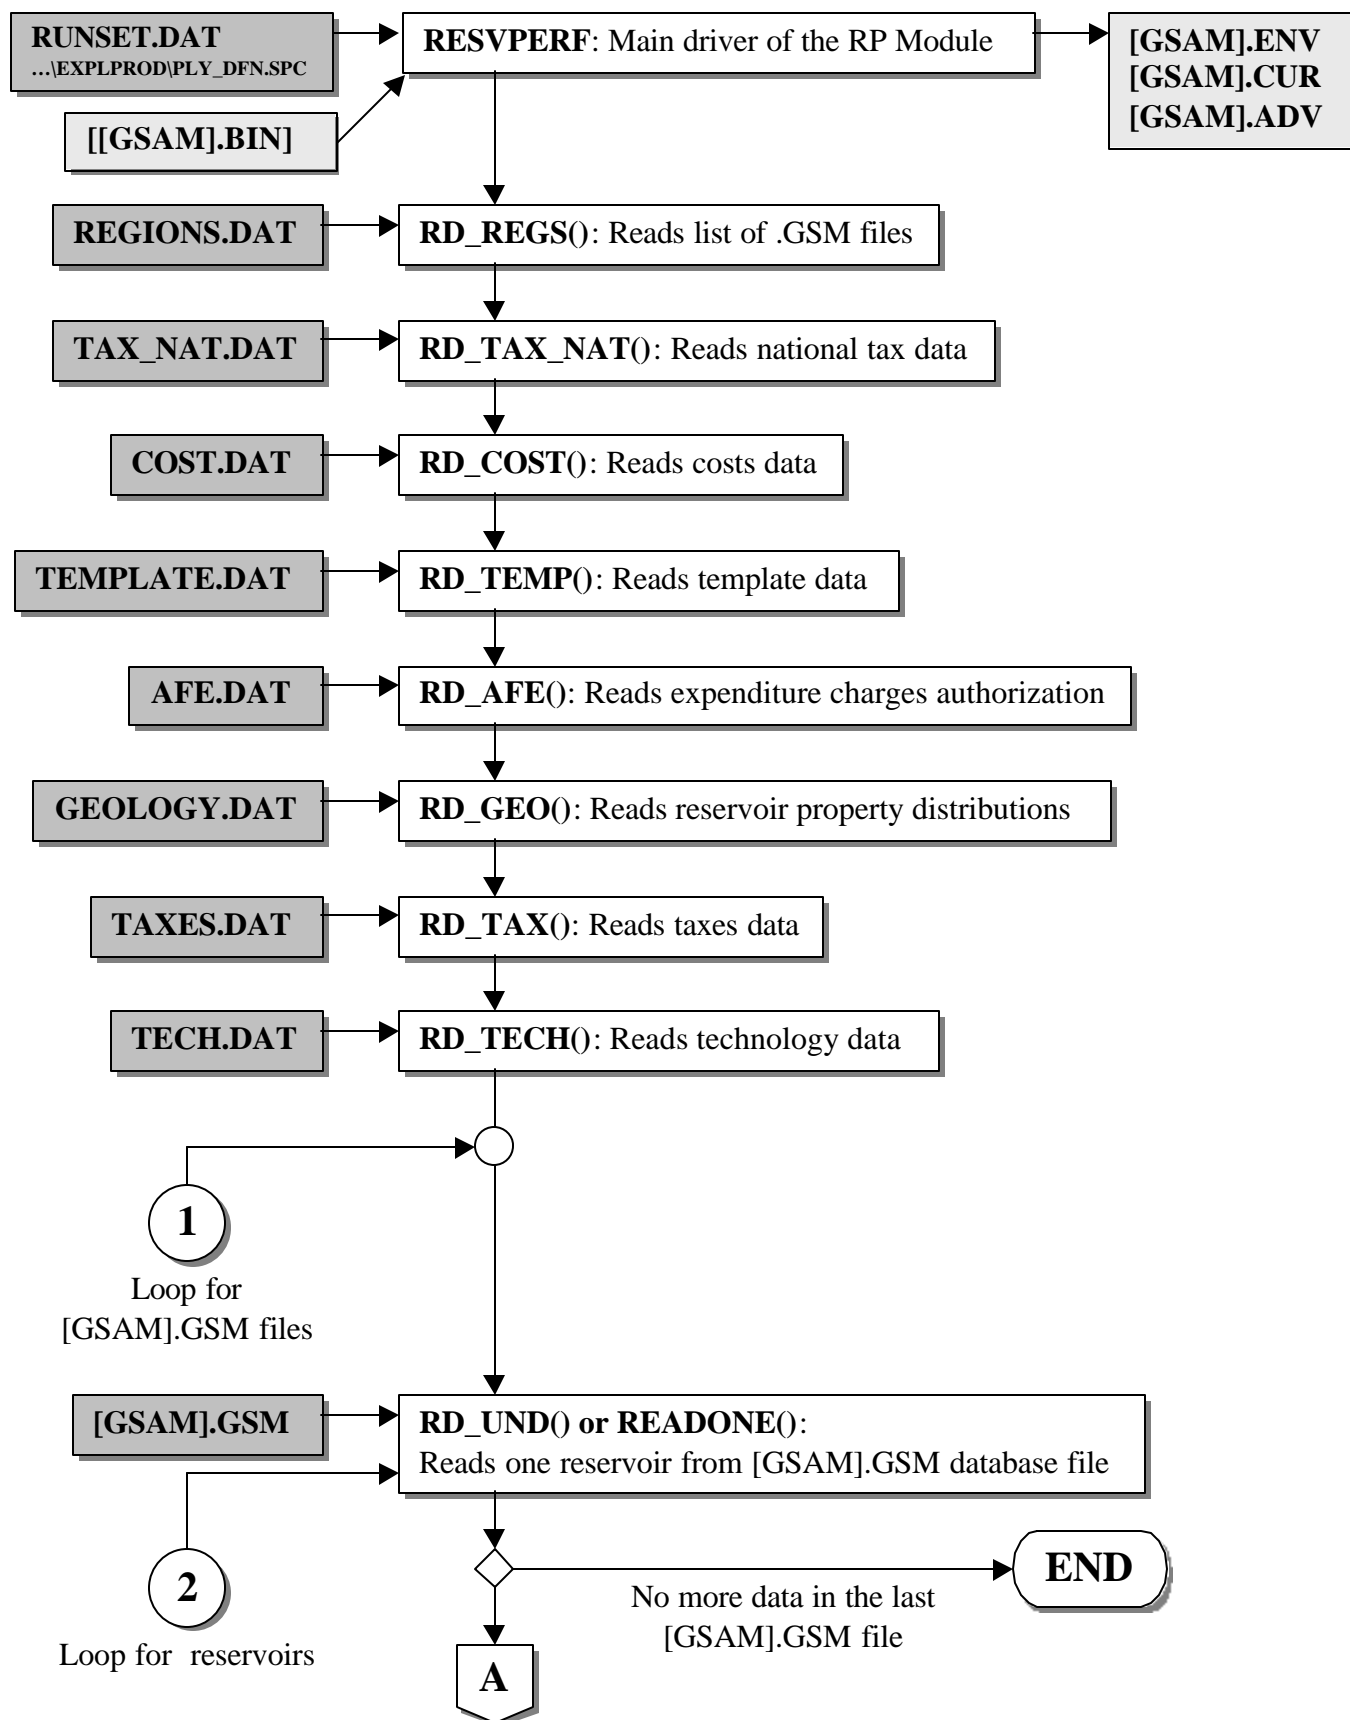 RUNSET.DAT
...\EXPLPROD\PLY_DFN.SPC
RESVPERF: Main driver of the RP Module
[GSAM].ENV
[GSAM].CUR
[GSAM].ADV
[[GSAM].BIN]
REGIONS.DAT
RD_REGS(): Reads list of .GSM files
TAX_NAT.DAT
RD_TAX_NAT(): Reads national tax data
COST.DAT
RD_COST(): Reads costs data
TEMPLATE.DAT
RD_TEMP(): Reads template data
AFE.DAT
RD_AFE(): Reads expenditure charges authorization
GEOLOGY.DAT
RD_GEO(): Reads reservoir property distributions
TAXES.DAT
RD_TAX(): Reads taxes data
TECH.DAT
RD_TECH(): Reads technology data
1
Loop for
[GSAM].GSM files
[GSAM].GSM
RD_UND() or READONE():
Reads one reservoir from [GSAM].GSM database file
2
Loop for reservoirs
No more data in the last
[GSAM].GSM file
END
A